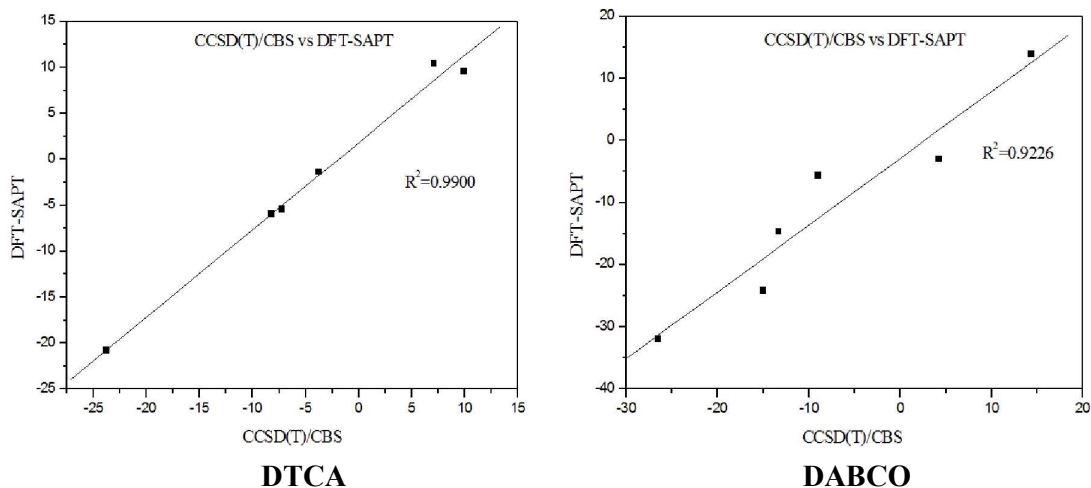 CCSD(T)/CBS vs DFT-SAPT
15
10
5
0
-5
-10
-15
-20
-25
DFT-SAPT
R²=0.9900
-25 -20 -15 -10 -5 0 5 10 15
CCSD(T)/CBS
DTCA
CCSD(T)/CBS vs DFT-SAPT
20
10
0
-10
-20
-30
-40
DFT-SAPT
R²=0.9226
-30 -20 -10 0 10 20
CCSD(T)/CBS
DABCO